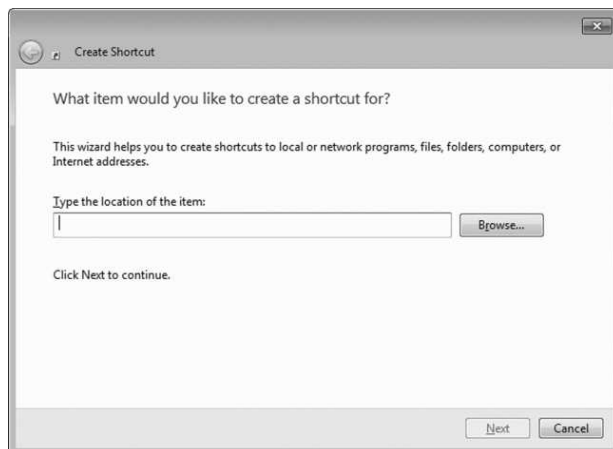 Create Shortcut
What item would you like to create a shortcut for?
This wizard helps you to create shortcuts to local or network programs, files, folders, computers, or
Internet addresses.
Type the location of the item:
Browse...
Click Next to continue.
Next Cancel